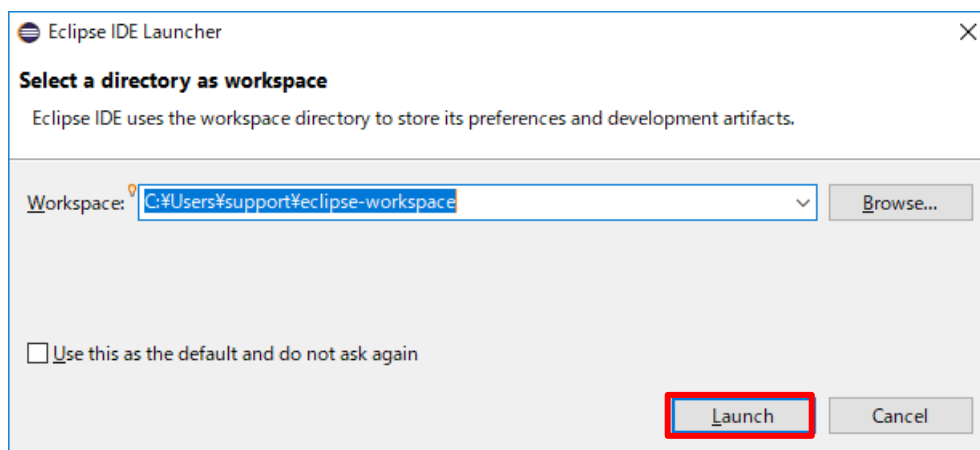 Eclipse IDE Launcher
Select a directory as workspace
Eclipse IDE uses the workspace directory to store its preferences and development artifacts.
Workspace: C:¥Users¥support¥eclipse-workspace Browse...
Use this as the default and do not ask again
Launch Cancel